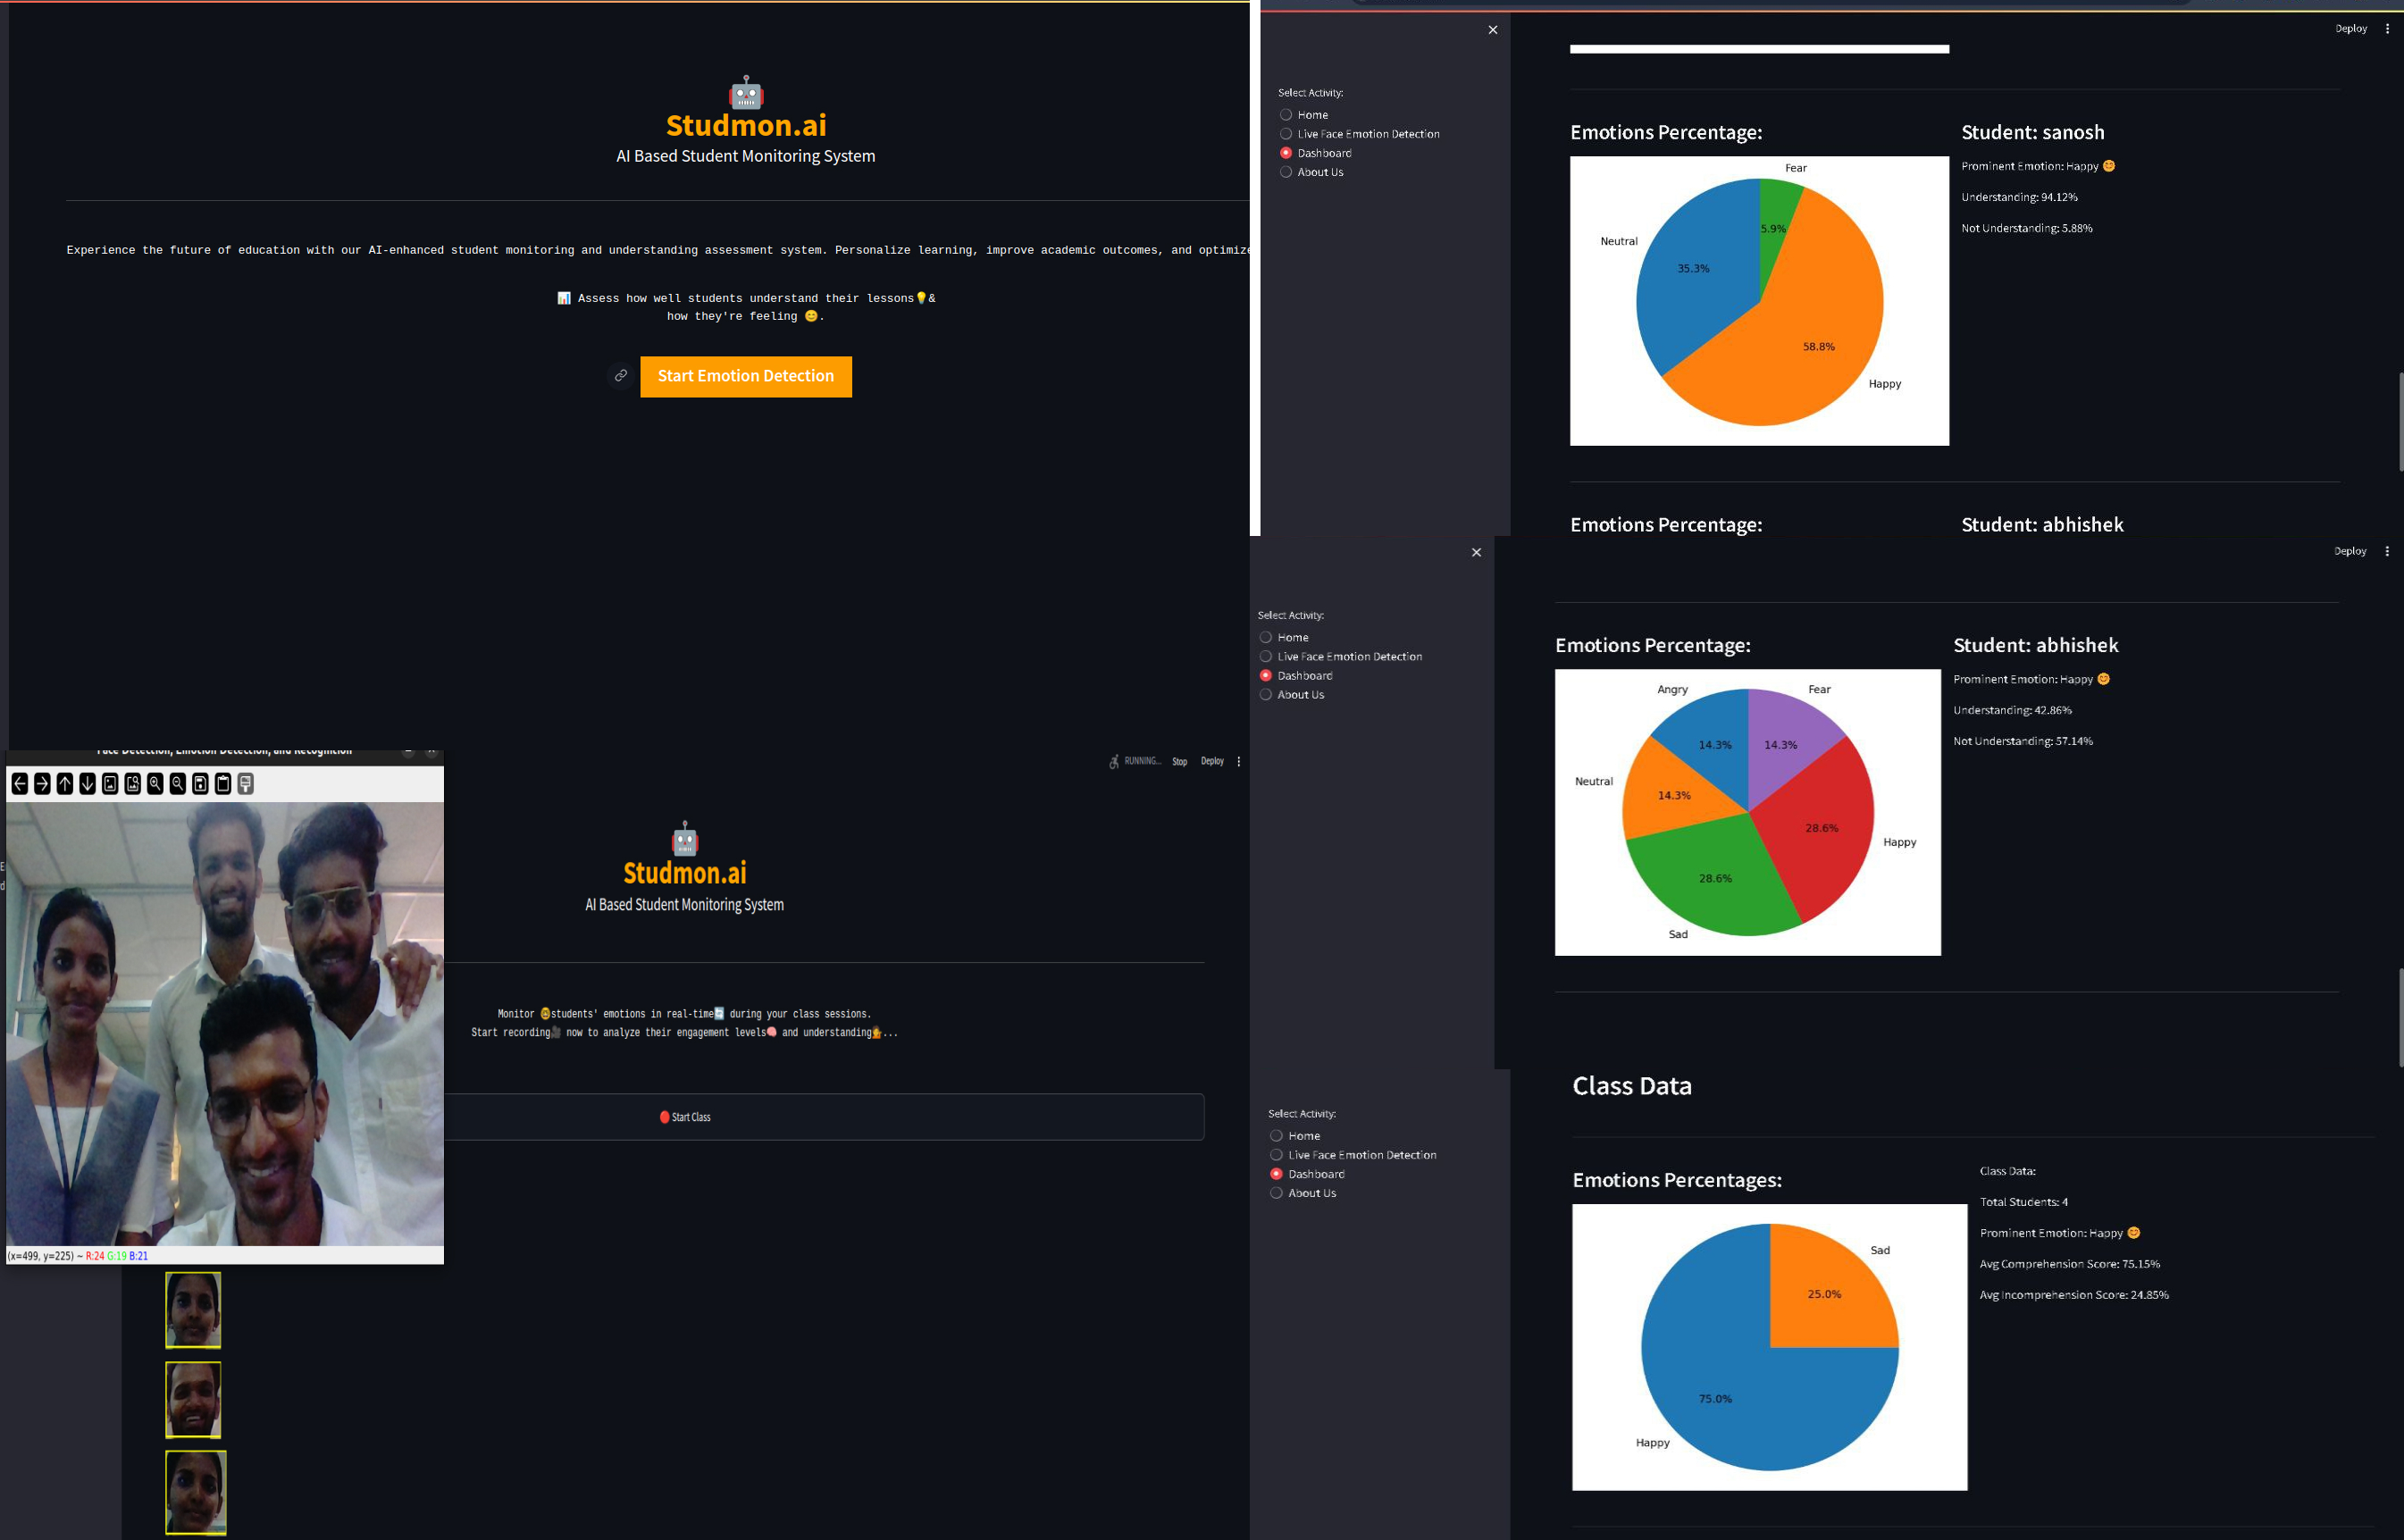 🤖
Studmon.ai
AI Based Student Monitoring System
Experience the future of education with our AI-enhanced student monitoring and understanding assessment system. Personalize learning, improve academic outcomes, and optimize
📊 Assess how well students understand their lessons💡&
how they're feeling 😊.
Start Emotion Detection
Deploy
Select Activity:
Home
Live Face Emotion Detection
Dashboard
About Us
Emotions Percentage:
Fear
5.9%
Neutral
35.3%
58.8%
Happy
Student: sanosh
Prominent Emotion: Happy 😊
Understanding: 94.12%
Not Understanding: 5.88%
Emotions Percentage:
Student: abhishek
Deploy
Select Activity:
Home
Live Face Emotion Detection
Dashboard
About Us
Emotions Percentage:
Angry
Fear
14.3%
14.3%
Neutral
14.3%
28.6%
Happy
28.6%
Sad
Student: abhishek
Prominent Emotion: Happy 😊
Understanding: 42.86%
Not Understanding: 57.14%
Face Detection, Emotion Detection, and Recognition
RUNNING...
Stop
Deploy
Studmon.ai
AI Based Student Monitoring System
Monitor students' emotions in real-time during your class sessions.
Start recording now to analyze their engagement levels and understanding...
Start Class
(x=499, y=225) ~ R:24 G:19 B:21
Class Data
Select Activity:
Home
Live Face Emotion Detection
Dashboard
About Us
Emotions Percentages:
Sad
25.0%
75.0%
Happy
Class Data:
Total Students: 4
Prominent Emotion: Happy 😊
Avg Comprehension Score: 75.15%
Avg Incomprehension Score: 24.85%